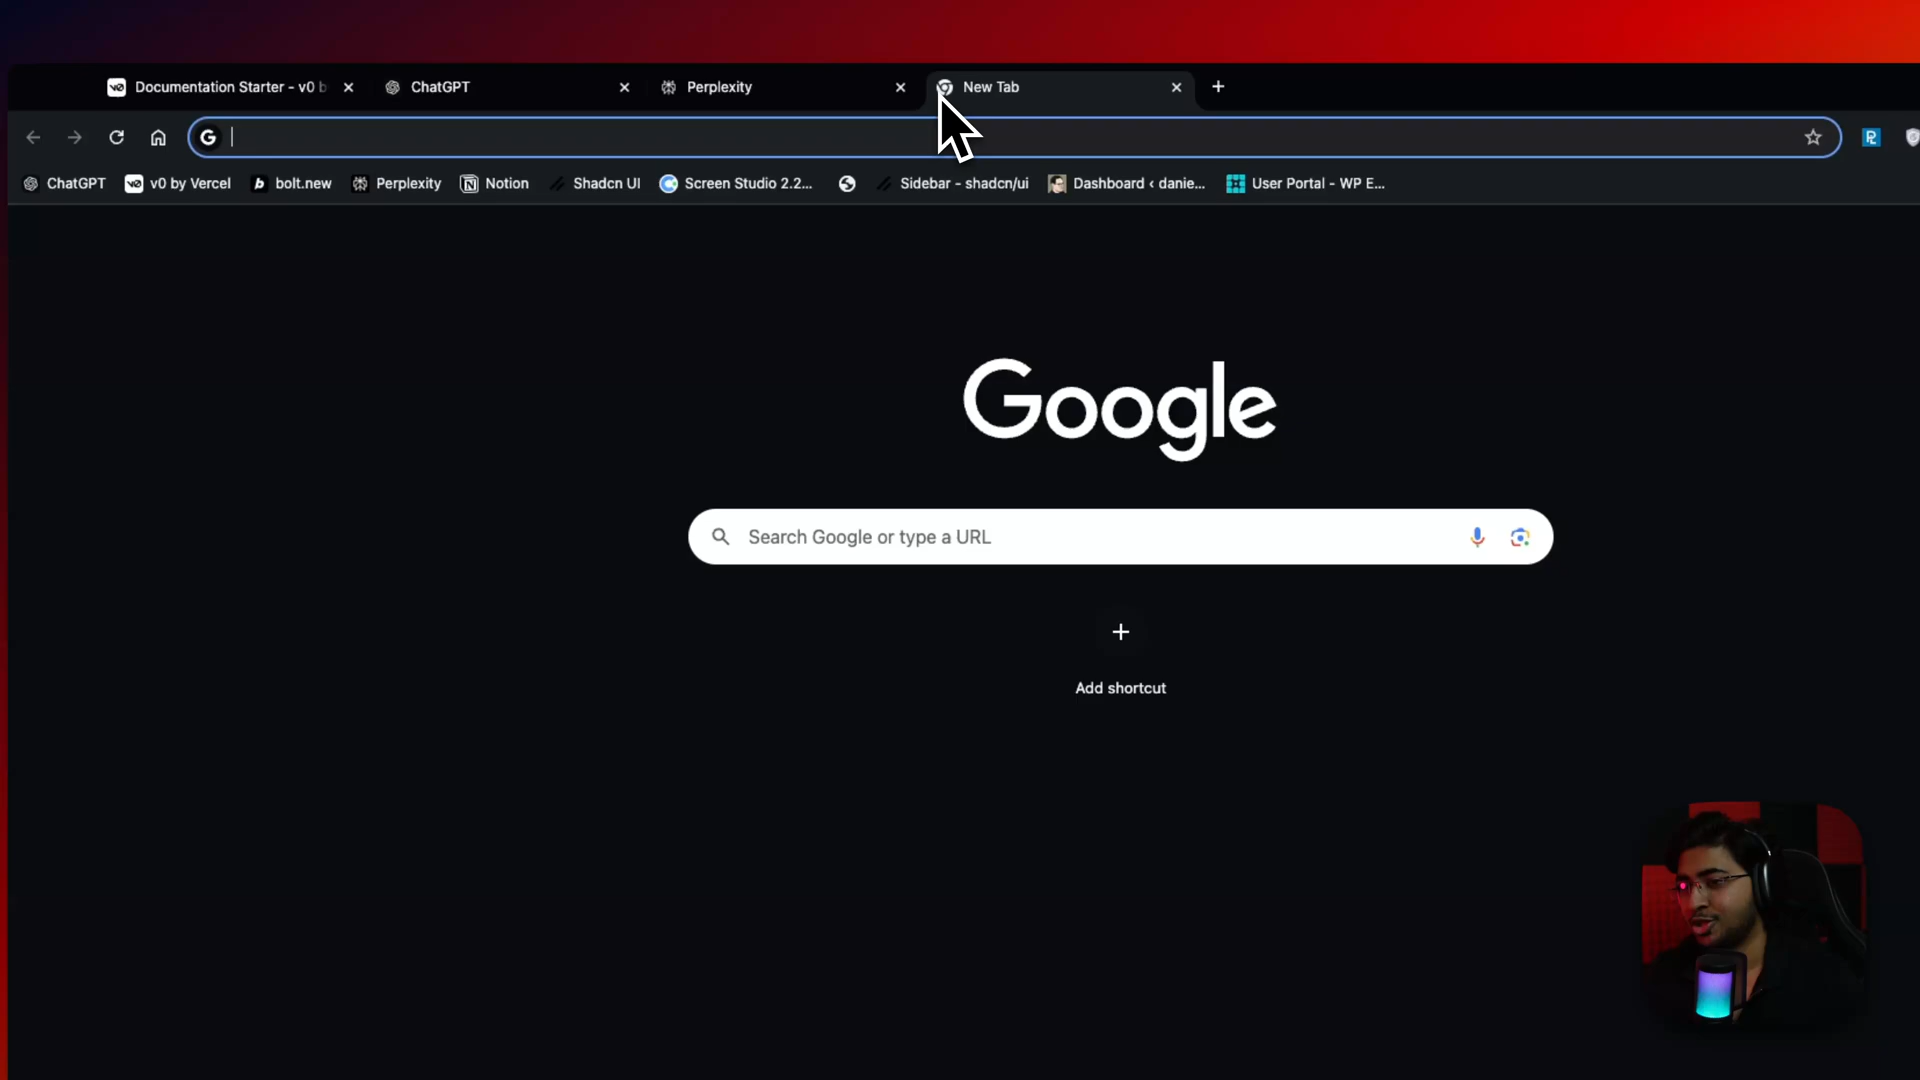 Documentation Starter - v0 b
ChatGPT
Perplexity
New Tab
ChatGPT
v0 by Vercel
bolt.new
Perplexity
Notion
Shadcn UI
Screen Studio 2.2...
Sidebar - shadcn/ui
Dashboard ‹ danie...
User Portal - WP E...
Google
Search Google or type a URL
Add shortcut